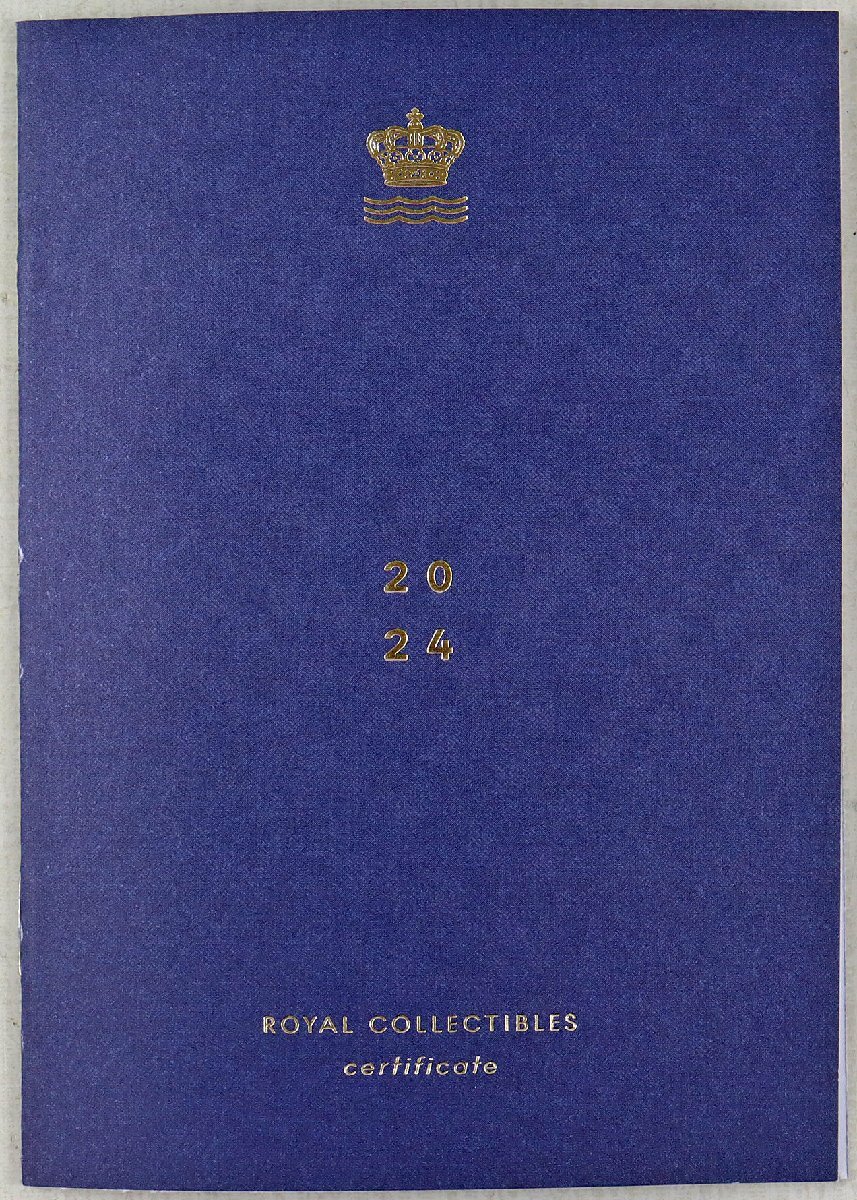 20
24
ROYAL COLLECTIBLES
certificate